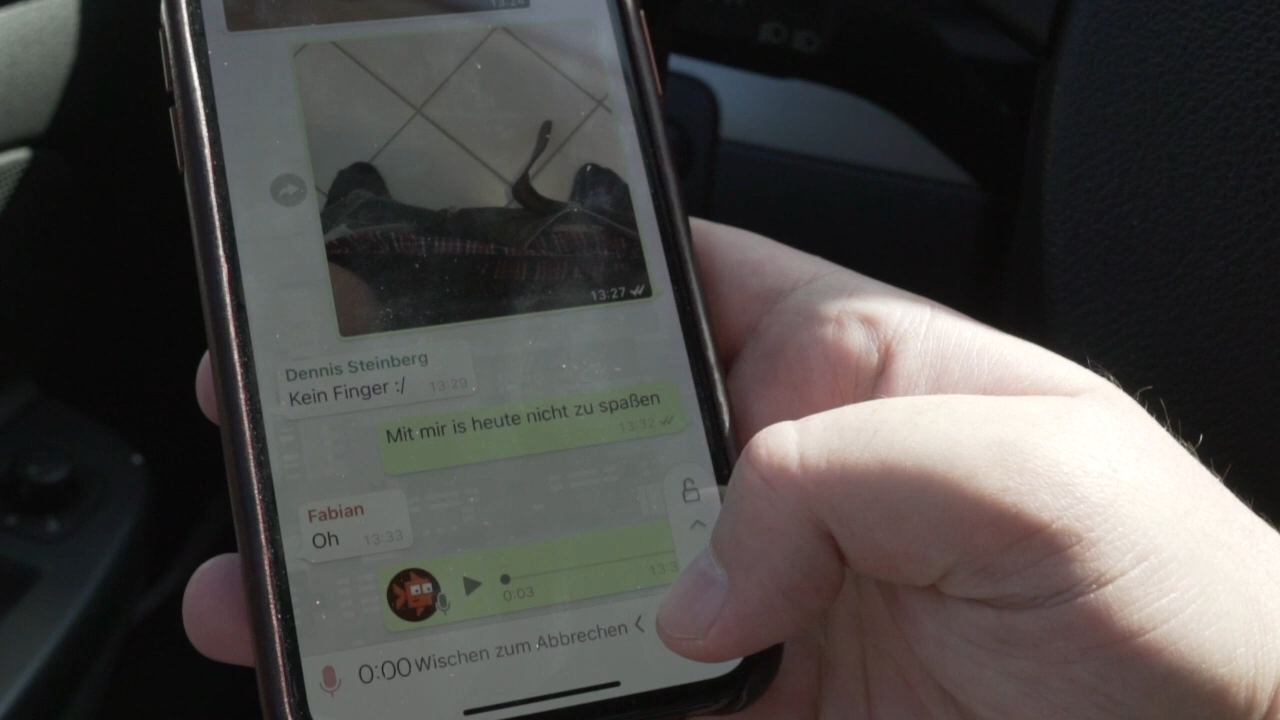 13:27
Dennis Steinberg
Kein Finger :/ 13:29
Mit mir is heute nicht zu spaßen
13:32
Fabian
Oh 13:33
0:03
0:00 Wischen zum Abbrechen <